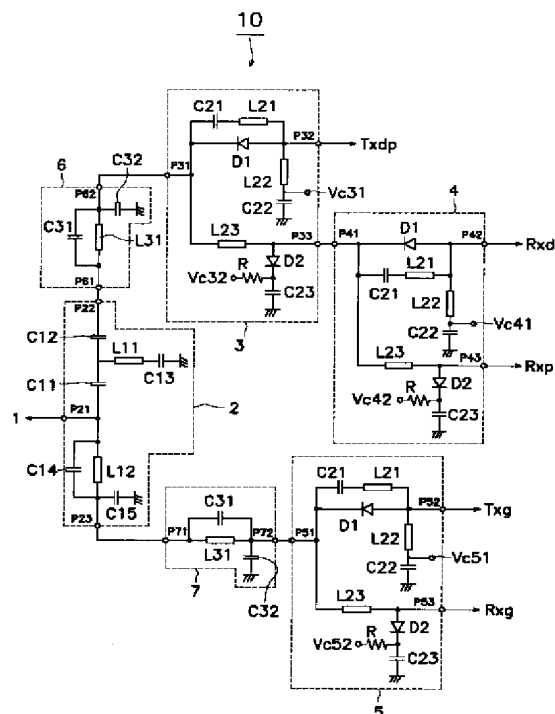 10
C21 L21
P32 Txdp
D1
P31
L22
Vc31
C22
6
C32
P62
C31
L31
P61
L23
P33
D2
R
Vc32
C23
3
4
P41
D1
P42
Rxd
C21
L21
L22
Vc41
C22
L23
P43
Rxp
D2
R
Vc42
C23
P22
C12
L11
C13
C11
2
1
P21
C14
L12
C15
P23
C31
P71
P72
L31
7
C32
C21
L21
P51
P52
Txg
D1
L22
Vc51
C22
L23
P53
Rxg
D2
R
Vc52
C23
5